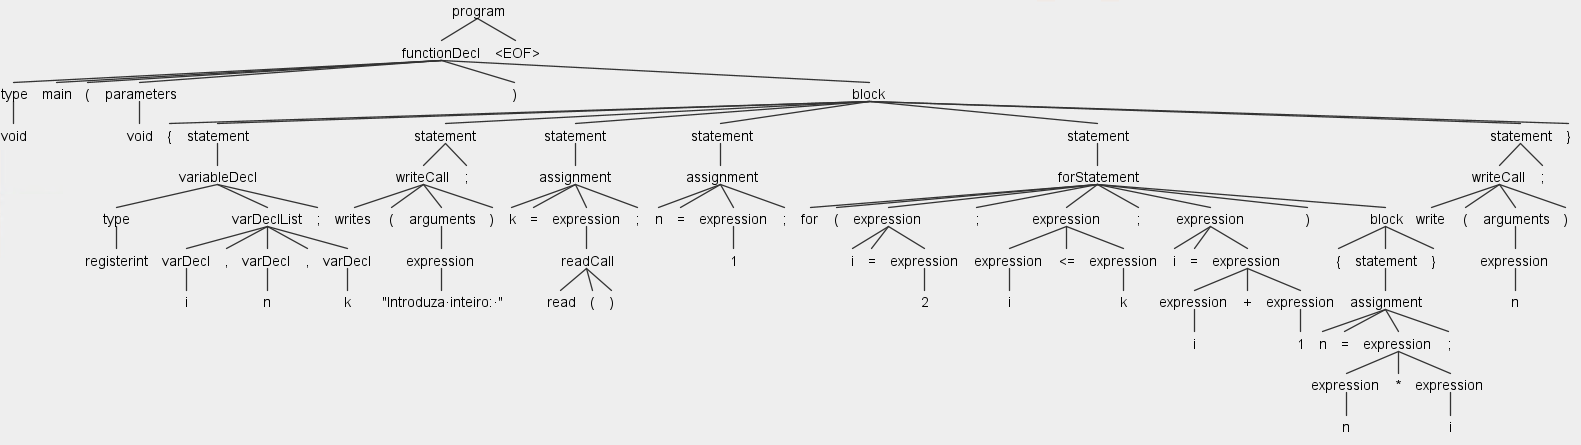 program
functionDecl <EOF>
type main ( parameters ) block
void void { statement statement statement statement statement statement }
variableDecl writeCall ; assignment assignment forStatement writeCall ;
type varDeclList ; writes ( arguments ) k = expression ; n = expression ; for ( expression ; expression ; expression ) block write ( arguments )
registerint varDecl , varDecl , varDecl expression readCall 1 i = expression expression <= expression i = expression { statement } expression
i n k "Introduza·inteiro:·" read ( ) 2 i k expression + expression assignment n
i 1 n = expression ;
expression * expression
n i